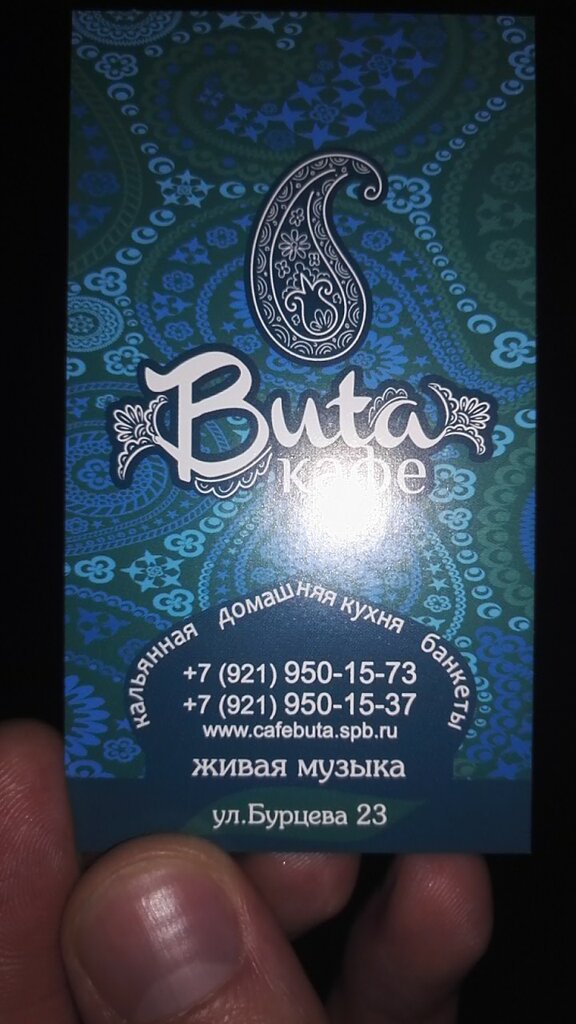 Buta
кафе
кальянная домашняя кухня банкеты
+7 (921) 950-15-73
+7 (921) 950-15-37
www.cafebuta.spb.ru
живая музыка
ул.Бурцева 23